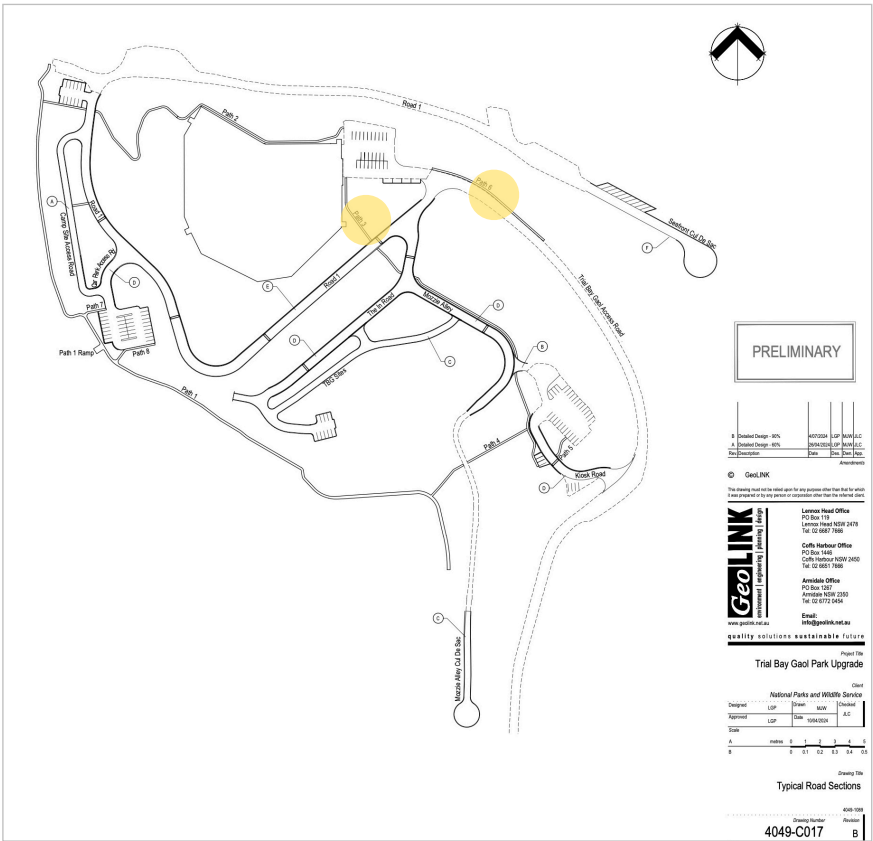 Road 1
Path 2
Path 6
A
Road 1
Path 3
Camp Site Access Road
Seafront Cul De Sac
F
Car Park Access Rd
D
E
Road 1
Mozzie Alley
Trial Bay Gaol Access Road
Path 7
The In Road
D
D
Path 1 Ramp
Path 8
B
C
TBG Sites
Path 1
Path 4
Path 5
Kiosk Road
D
C
Mozzie Alley Cul De Sac
PRELIMINARY
B Detailed Design - 90% 4/07/2024 LGP MJW JLC
A Detailed Design - 60% 26/04/2024 LGP MJW JLC
Rev. Description Date Des. Dwn. App.
Amendments
© GeoLINK
This drawing must not be relied upon for any purpose other than that for which
it was prepared or by any person or corporation other than the referred client.
GeoLINK
environment | engineering | planning | design
www.geolink.net.au
Lennox Head Office
PO Box 119
Lennox Head NSW 2478
Tel: 02 6687 7666
Coffs Harbour Office
PO Box 1446
Coffs Harbour NSW 2450
Tel: 02 6651 7666
Armidale Office
PO Box 1267
Armidale NSW 2350
Tel: 02 6772 0454
Email:
info@geolink.net.au
quality solutions sustainable future
Project Title
Trial Bay Gaol Park Upgrade
Client
National Parks and Wildlife Service
Designed LGP Drawn MJW Checked JLC
Approved LGP Date 10/04/2024
Scale
A metres 0 1 2 3 4 5
B 0 0.1 0.2 0.3 0.4 0.5
Drawing Title
Typical Road Sections
4049-1089
Drawing Number Revision
4049-C017 B